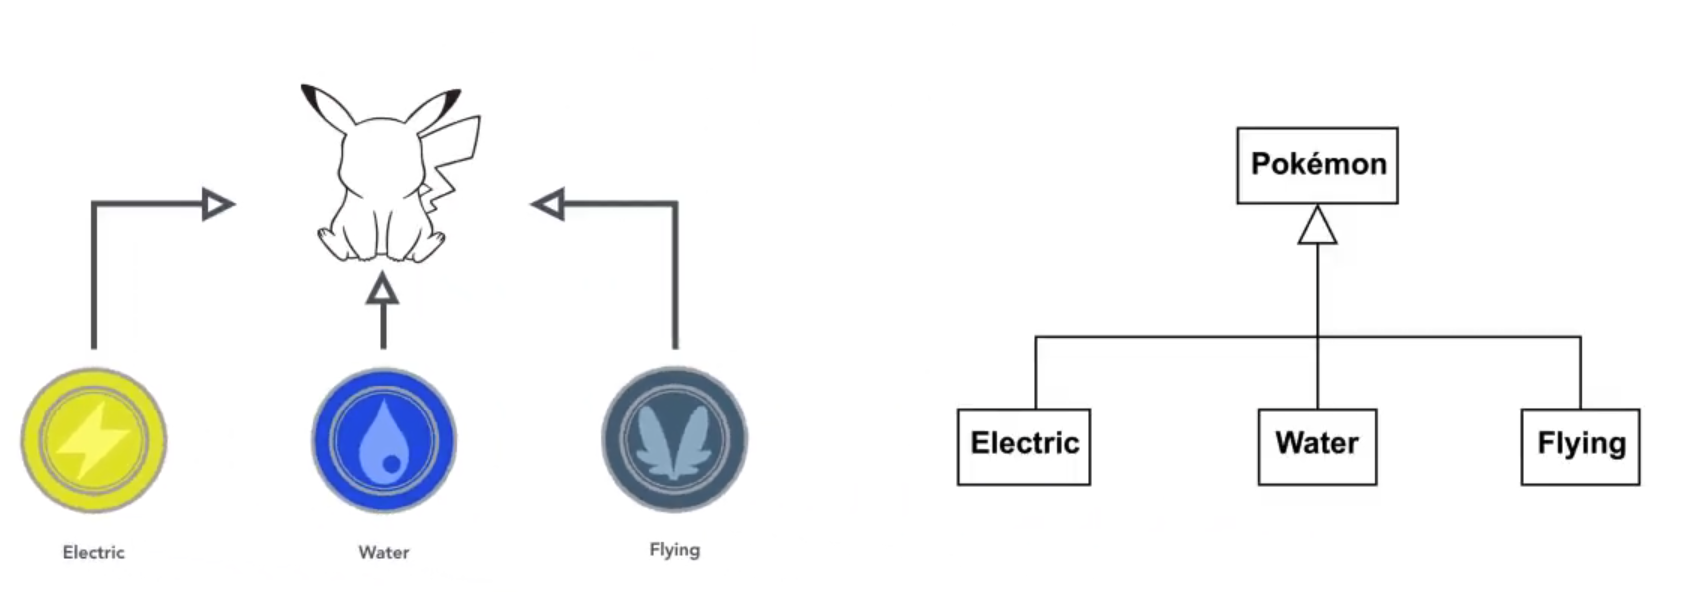 Electric
Water
Flying
Pokémon
Electric
Water
Flying